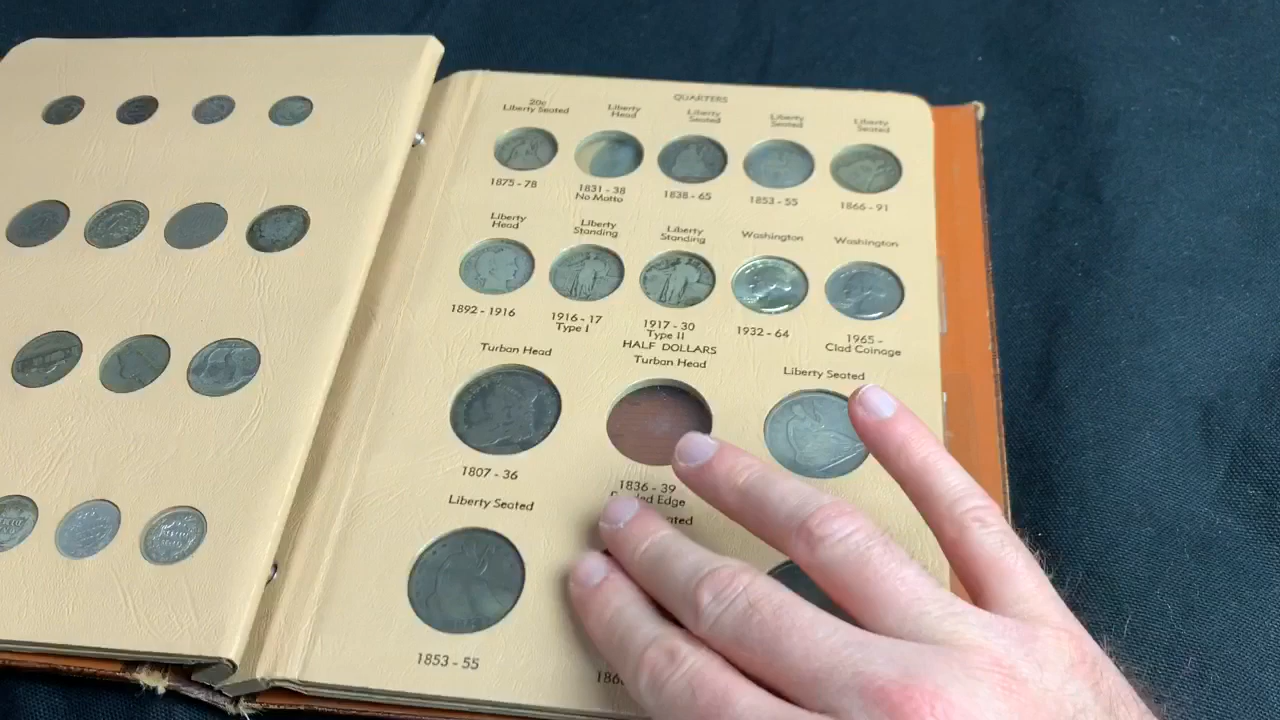 QUARTERS
20c
Liberty Seated
Liberty
Head
Liberty
Seated
Liberty
Seated
Liberty
Seated
1875 - 78
1831 - 38
No Motto
1838 - 65
1853 - 55
1866 - 91
Liberty
Head
Liberty
Standing
Liberty
Standing
Washington
Washington
1892 - 1916
1916 - 17
Type I
1917 - 30
Type II
1932 - 64
1965 -
Clad Coinage
HALF DOLLARS
Turban Head
Turban Head
Liberty Seated
1807 - 36
1836 - 39
Edge
Liberty Seated
1853 - 55